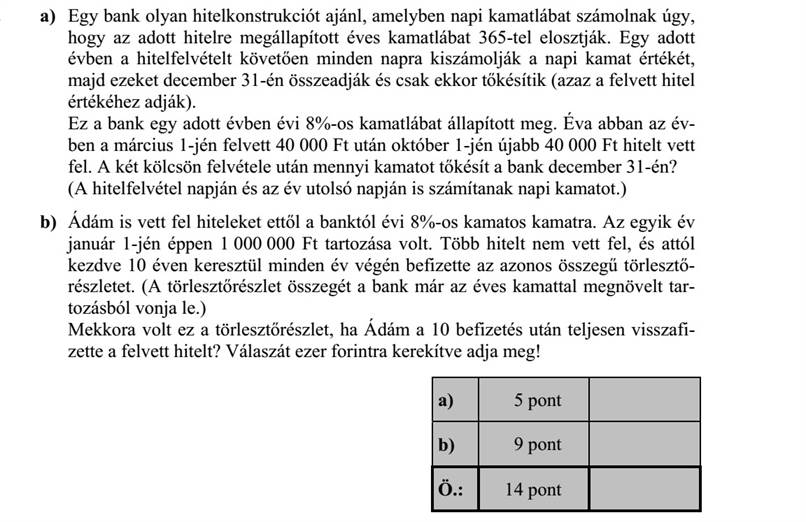 a) Egy bank olyan hitelkonstrukciót ajánl, amelyben napi kamatlábat számolnak úgy,
hogy az adott hitelre megállapított éves kamatlábat 365-tel elosztják. Egy adott
évben a hitelfelvételt követően minden napra kiszámolják a napi kamat értékét,
majd ezeket december 31-én összeadják és csak ekkor tőkésítik (azaz a felvett hitel
értékéhez adják).
Ez a bank egy adott évben évi 8%-os kamatlábat állapított meg. Éva abban az év-
ben a március 1-jén felvett 40 000 Ft után október 1-jén újabb 40 000 Ft hitelt vett
fel. A két kölcsön felvétele után mennyi kamatot tőkésít a bank december 31-én?
(A hitelfelvétel napján és az év utolsó napján is számítanak napi kamatot.)
b) Ádám is vett fel hiteleket ettől a banktól évi 8%-os kamatos kamatra. Az egyik év
január 1-jén éppen 1 000 000 Ft tartozása volt. Több hitelt nem vett fel, és attól
kezdve 10 éven keresztül minden év végén befizette az azonos összegű törlesztő-
részletet. (A törlesztőrészlet összegét a bank már az éves kamattal megnövelt tar-
tozásból vonja le.)
Mekkora volt ez a törlesztőrészlet, ha Ádám a 10 befizetés után teljesen visszafi-
zette a felvett hitelt? Válaszát ezer forintra kerekítve adja meg!
a) 5 pont
b) 9 pont
Ö.: 14 pont